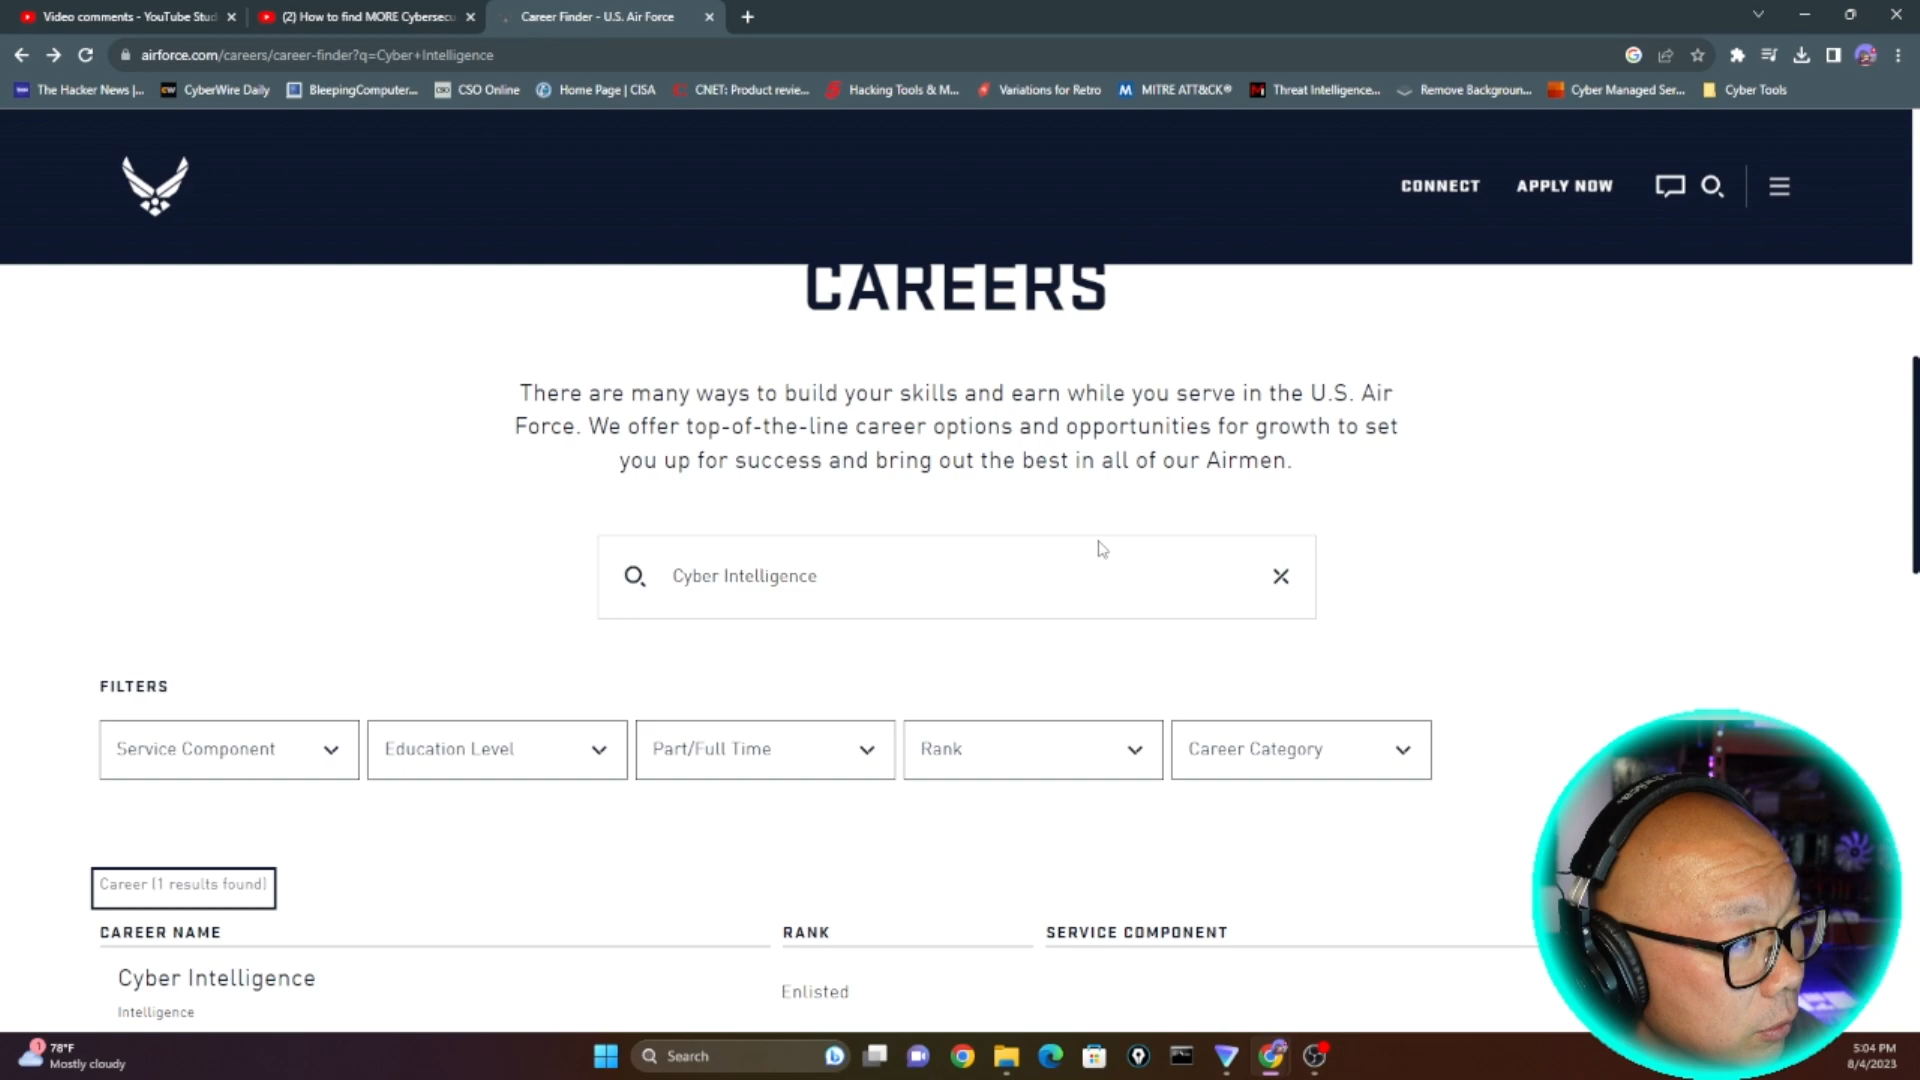 Video comments - YouTube Stud
(2) How to find MORE Cybersecu
Career Finder - U.S. Air Force
airforce.com/careers/career-finder?q=Cyber+Intelligence
The Hacker News |...
CyberWire Daily
BleepingComputer...
CSO Online
Home Page | CISA
CNET: Product revie...
Hacking Tools & M...
Variations for Retro
MITRE ATT&CK®
Threat Intelligence...
Remove Backgroun...
Cyber Managed Ser...
Cyber Tools
CONNECT
APPLY NOW
CAREERS
There are many ways to build your skills and earn while you serve in the U.S. Air
Force. We offer top-of-the-line career options and opportunities for growth to set
you up for success and bring out the best in all of our Airmen.
Cyber Intelligence
FILTERS
Service Component
Education Level
Part/Full Time
Rank
Career Category
Career (1 results found)
CAREER NAME
RANK
SERVICE COMPONENT
Cyber Intelligence
Enlisted
Intelligence
78°F
Mostly cloudy
Search
5:04 PM
8/4/2023